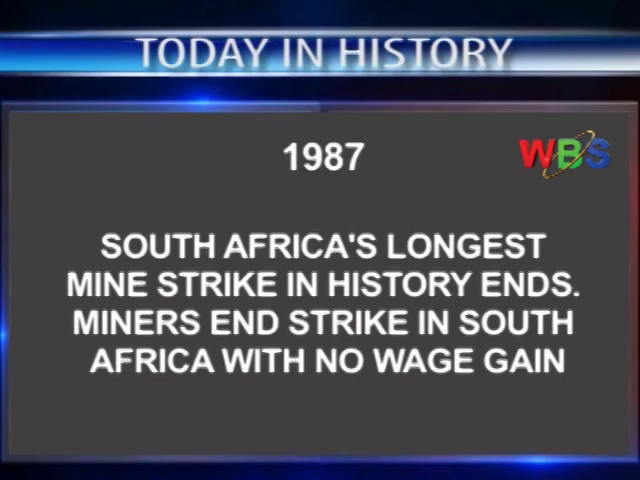 TODAY IN HISTORY
1987
WBS
SOUTH AFRICA'S LONGEST
MINE STRIKE IN HISTORY ENDS.
MINERS END STRIKE IN SOUTH
AFRICA WITH NO WAGE GAIN